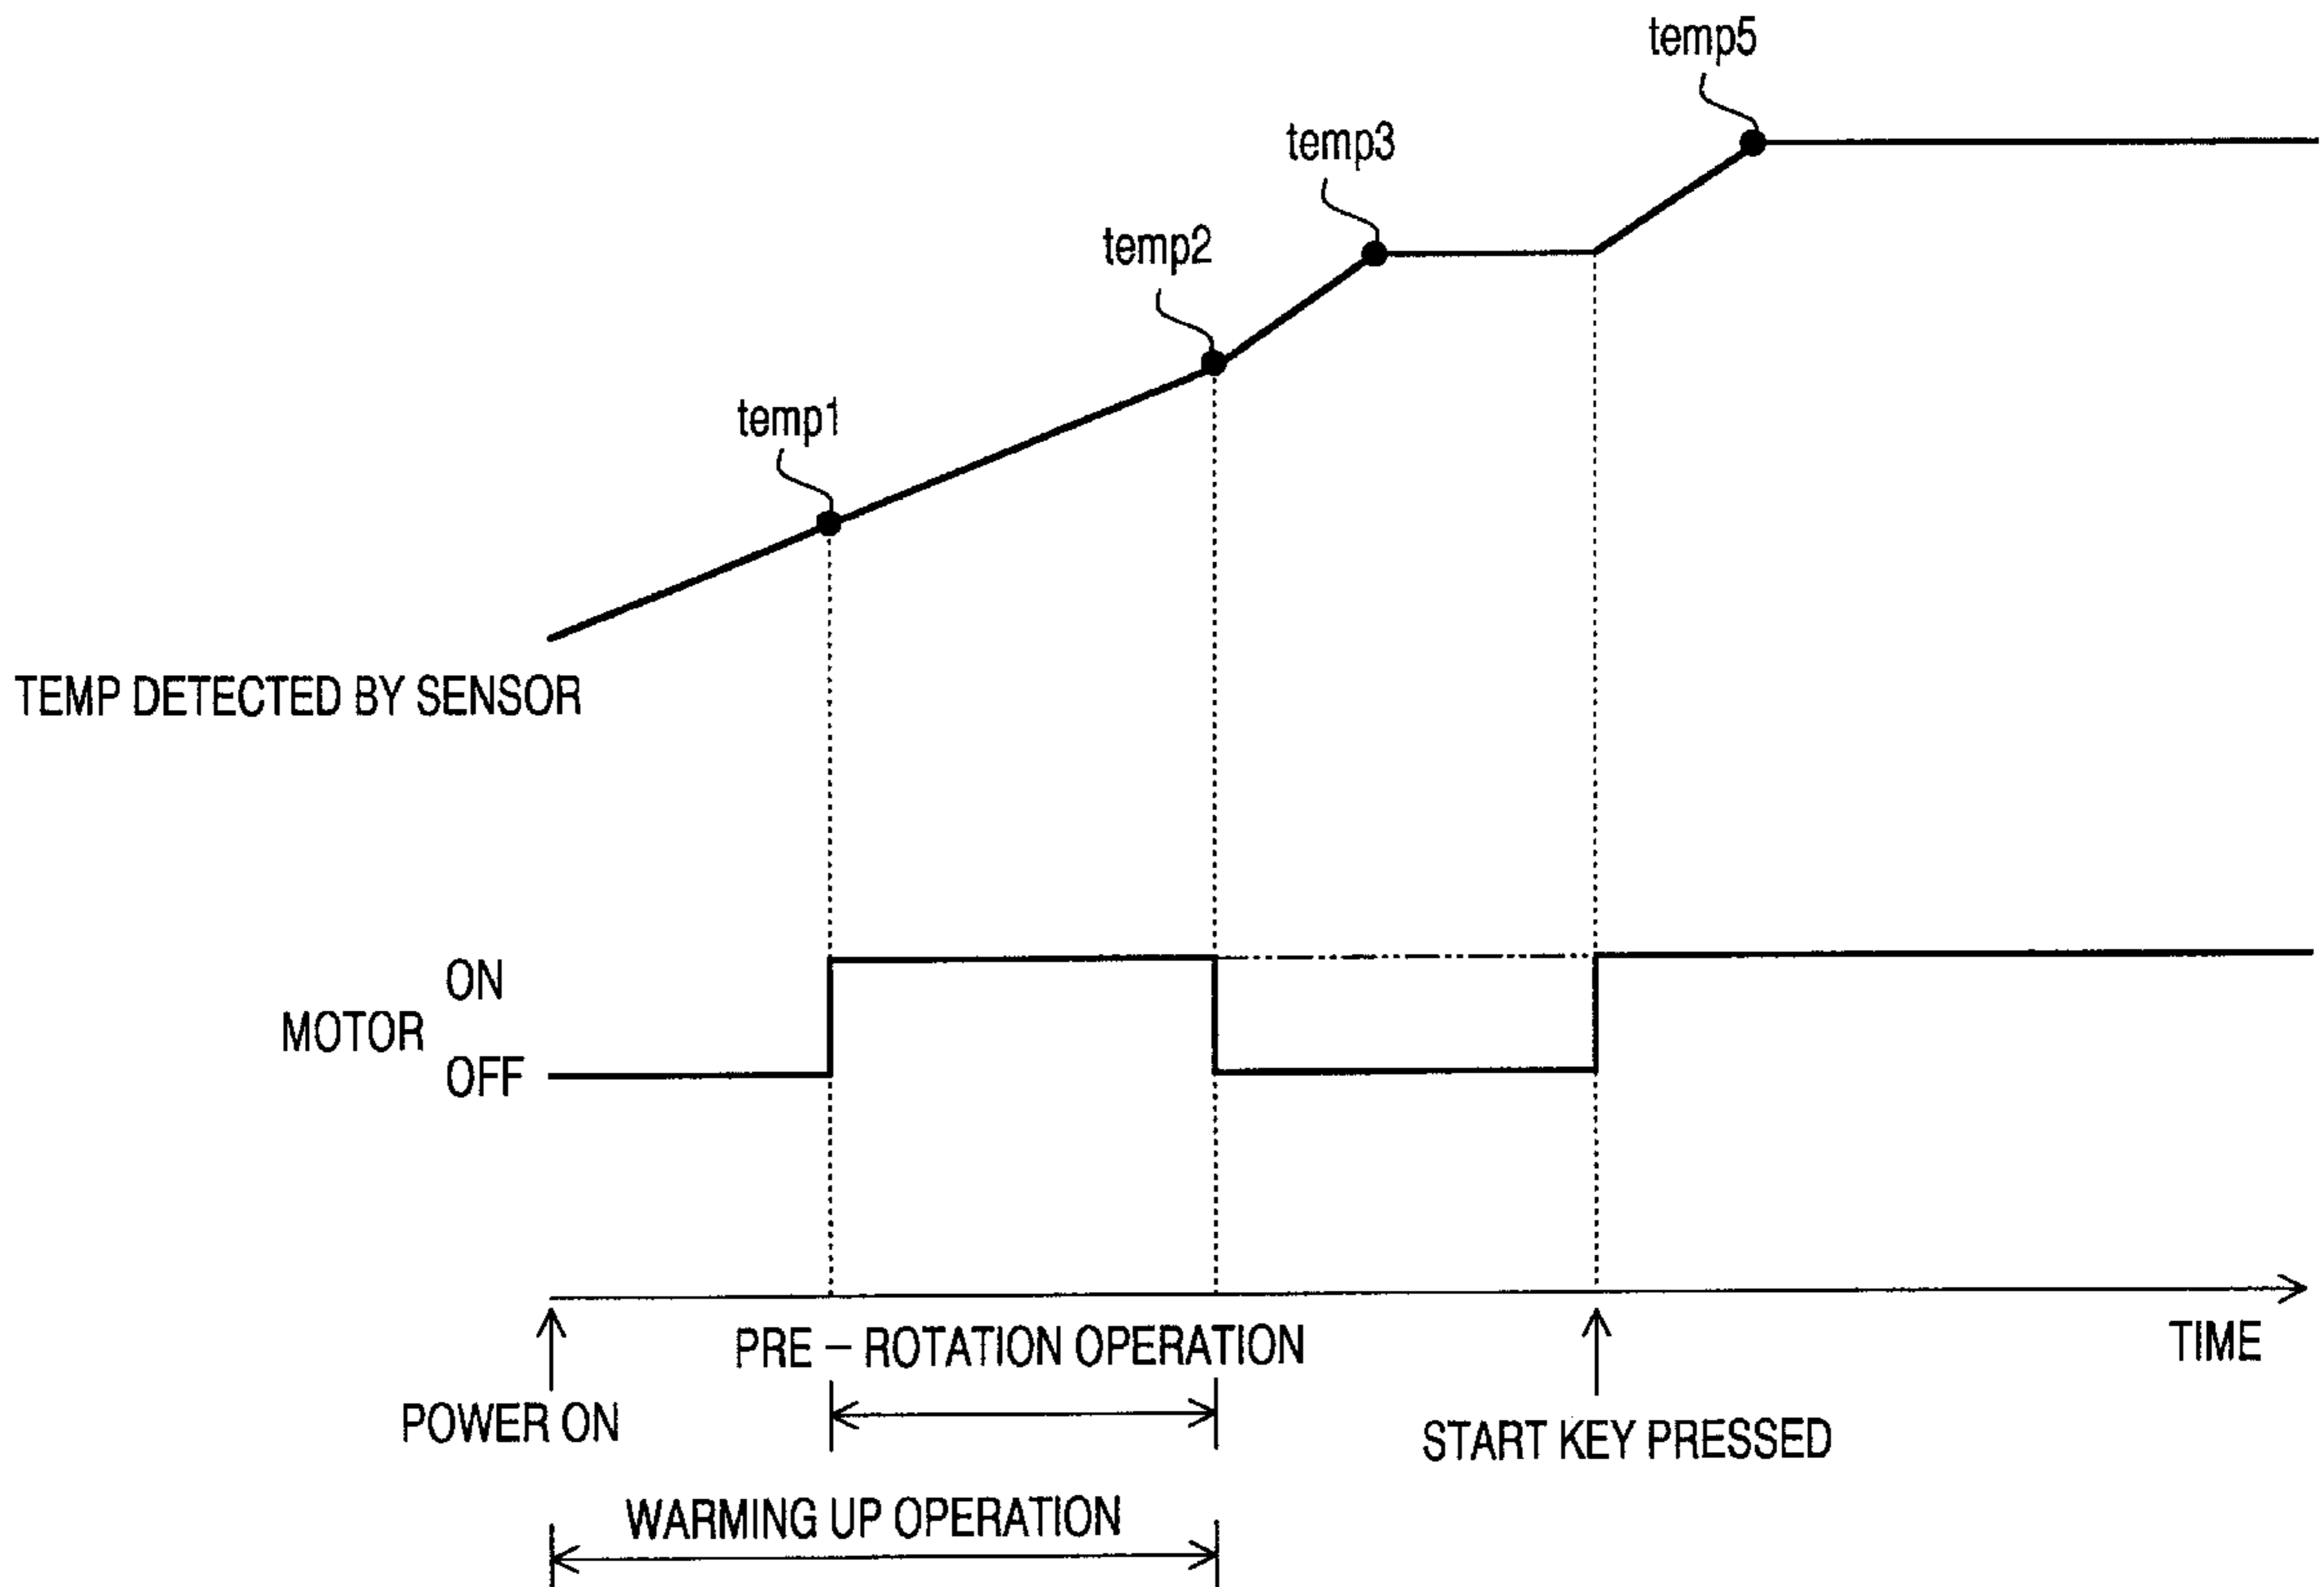 temp5
temp3
temp2
temp1
TEMP DETECTED BY SENSOR
ON
MOTOR
OFF
PRE – ROTATION OPERATION
TIME
POWER ON
START KEY PRESSED
WARMING UP OPERATION